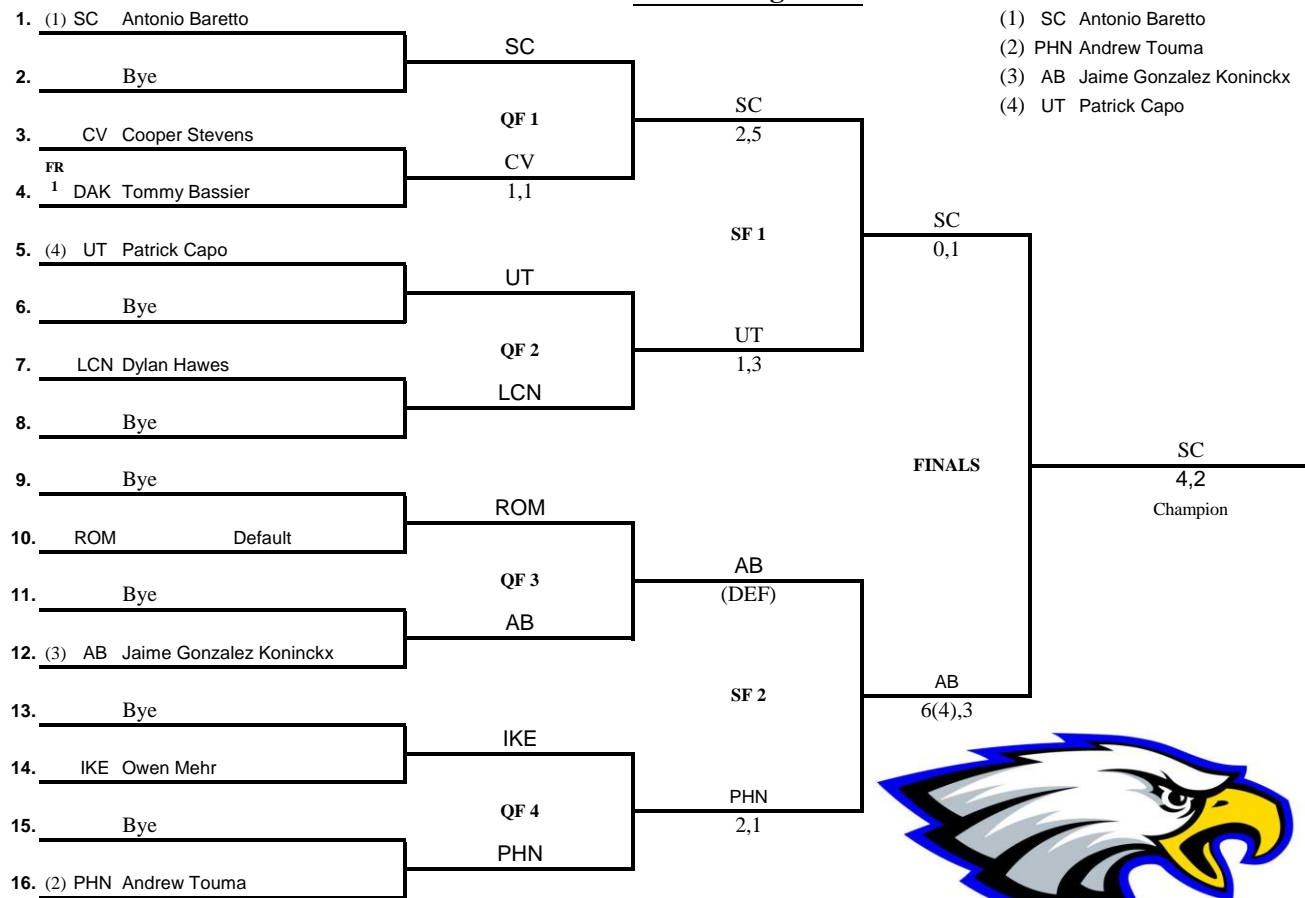 1. (1) SC Antonio Baretto
2. Bye
3. CV Cooper Stevens
FR
1
4. DAK Tommy Bassier
5. (4) UT Patrick Capo
6. Bye
7. LCN Dylan Hawes
8. Bye
9. Bye
10. ROM Default
11. Bye
12. (3) AB Jaime Gonzalez Koninckx
13. Bye
14. IKE Owen Mehr
15. Bye
16. (2) PHN Andrew Touma
SC
QF 1
CV
1,1
UT
QF 2
LCN
ROM
QF 3
AB
IKE
QF 4
PHN
SC
2,5
SF 1
UT
1,3
AB
(DEF)
SF 2
PHN
2,1
SC
0,1
FINALS
AB
6(4),3
SC
4,2
Champion
(1) SC Antonio Baretto
(2) PHN Andrew Touma
(3) AB Jaime Gonzalez Koninckx
(4) UT Patrick Capo